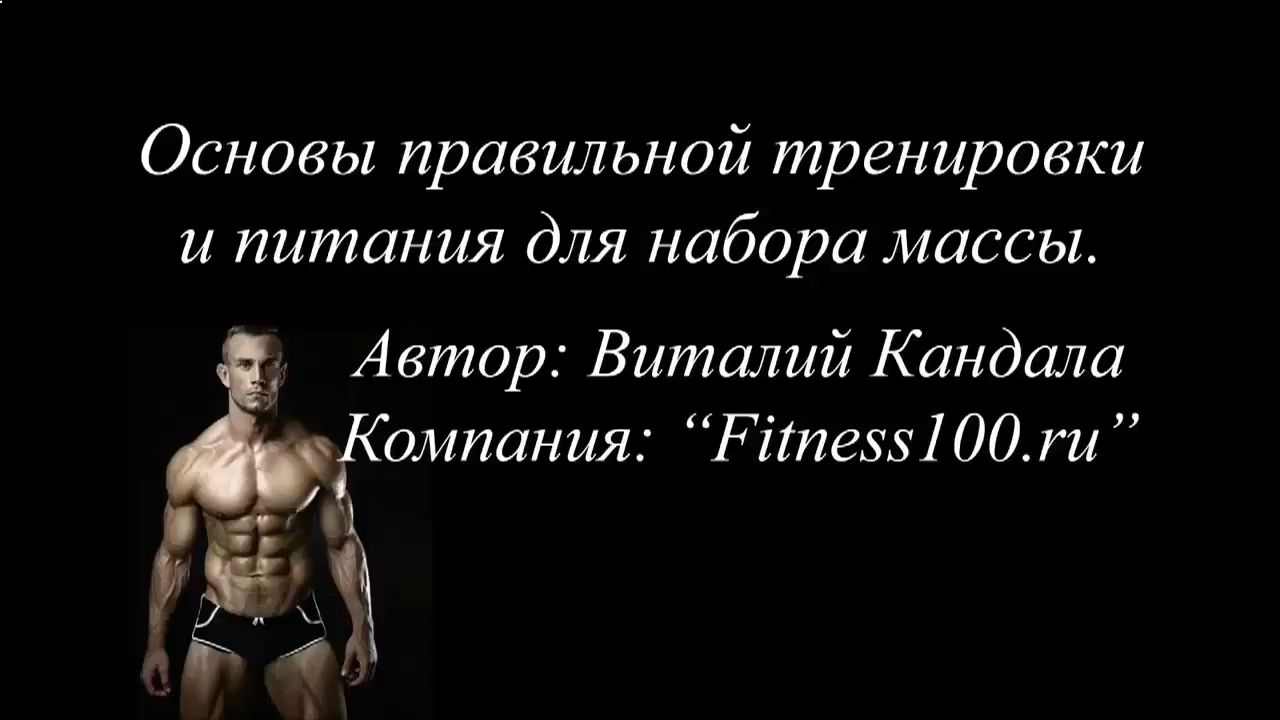 Основы правильной тренировки
и питания для набора массы.
Автор: Виталий Кандала
Компания: “Fitness100.ru”